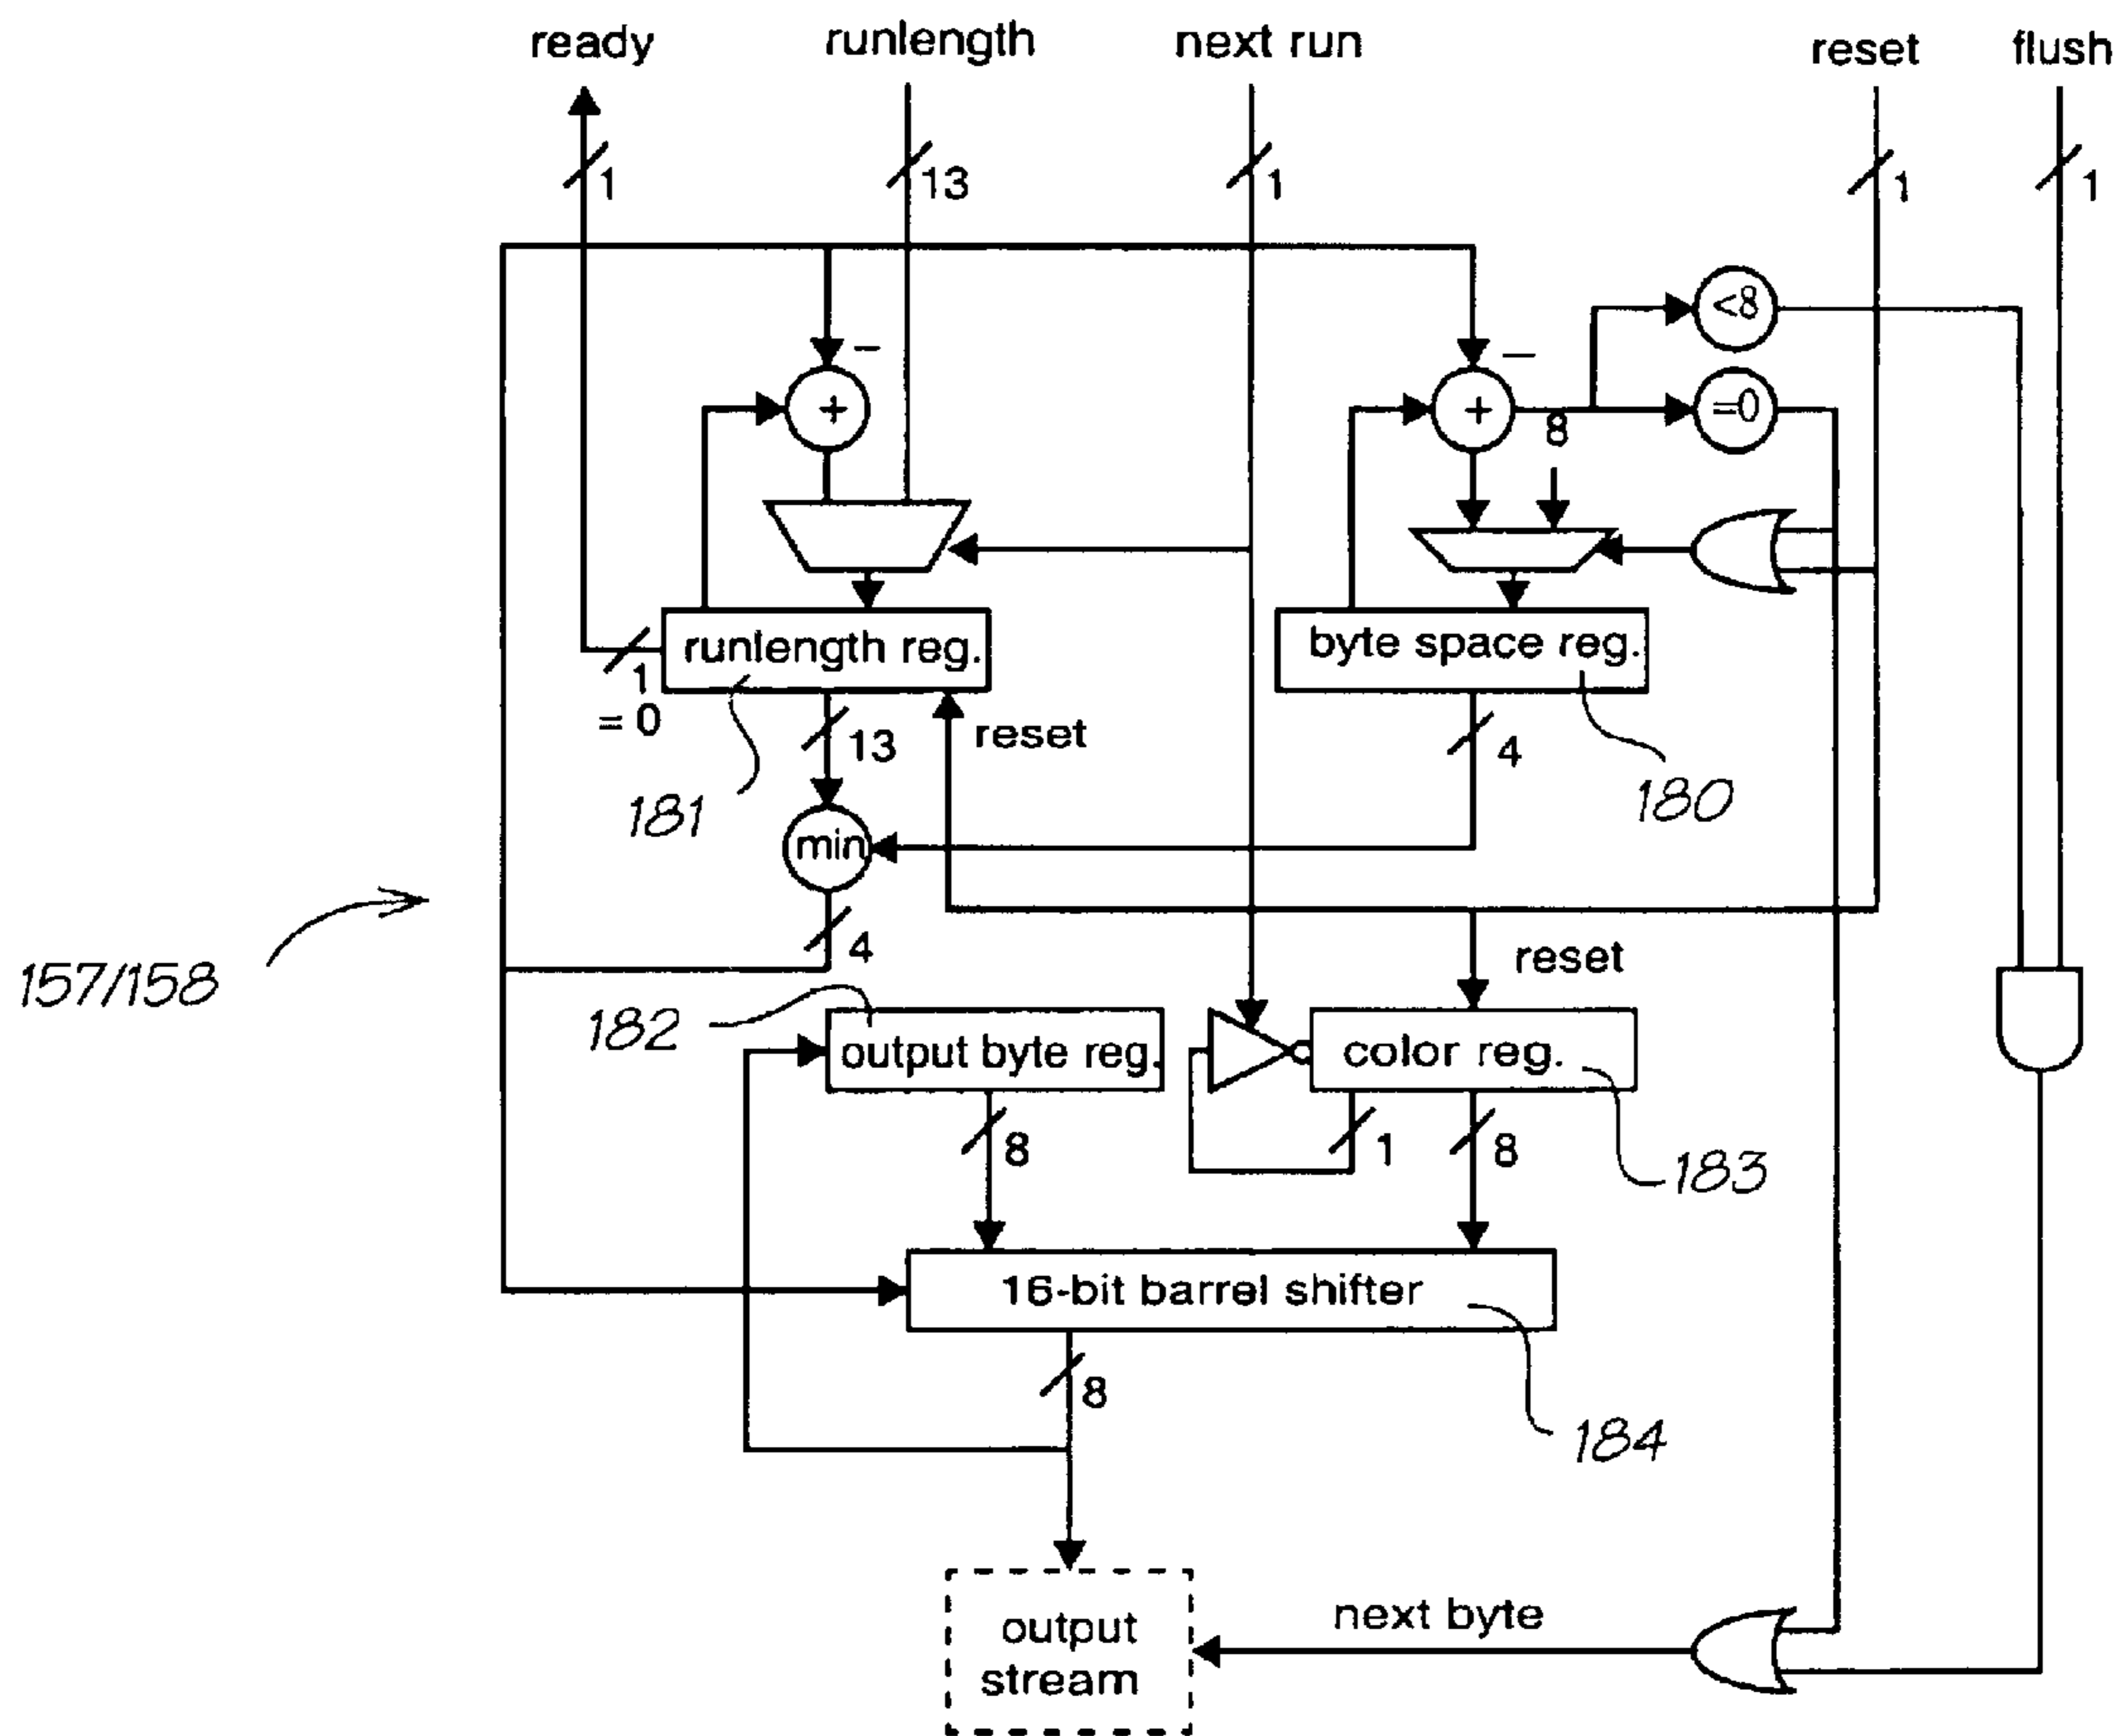 ready
runlength
next run
reset
flush
1
13
1
1
1
–
–
<8
+
+
=0
8
runlength reg.
byte space reg.
1
= 0
13
reset
4
181
180
min
4
reset
157/158
182
output byte reg.
color reg.
8
1
8
183
16-bit barrel shifter
8
184
next byte
output
stream